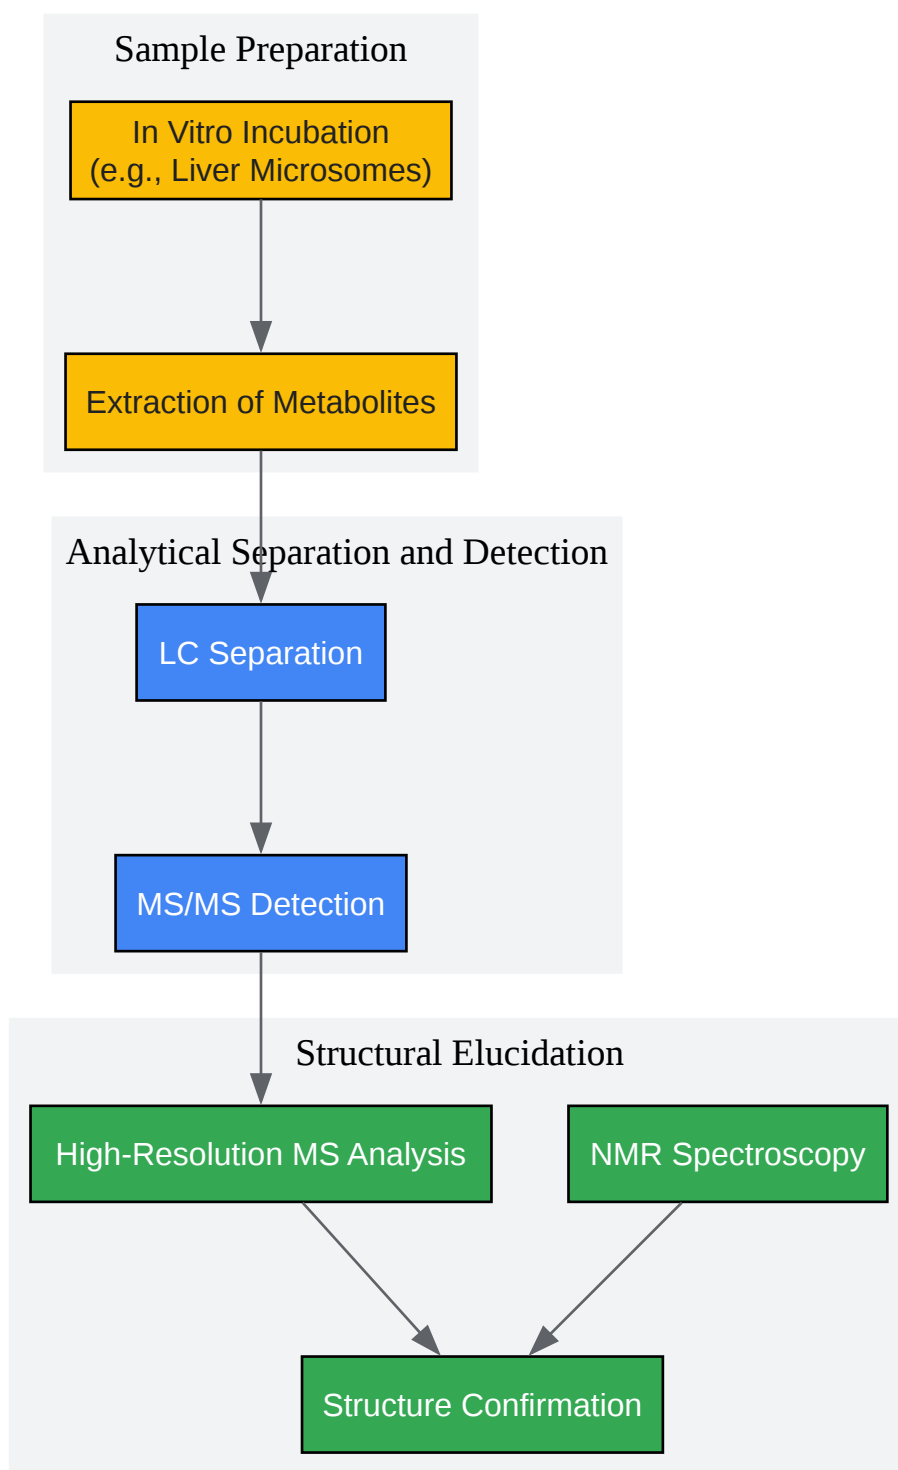 Sample Preparation
In Vitro Incubation
(e.g., Liver Microsomes)
Extraction of Metabolites
Analytical Separation and Detection
LC Separation
MS/MS Detection
Structural Elucidation
High-Resolution MS Analysis
NMR Spectroscopy
Structure Confirmation